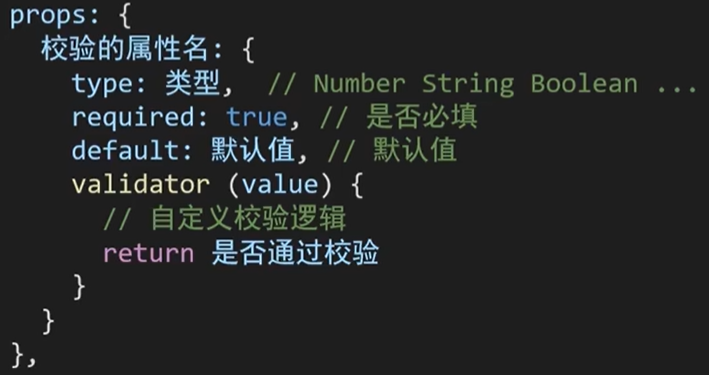 props: {
  校验的属性名: {
    type: 类型,  // Number String Boolean ...
    required: true, // 是否必填
    default: 默认值, // 默认值
    validator (value) {
      // 自定义校验逻辑
      return 是否通过校验
    }
  }
},